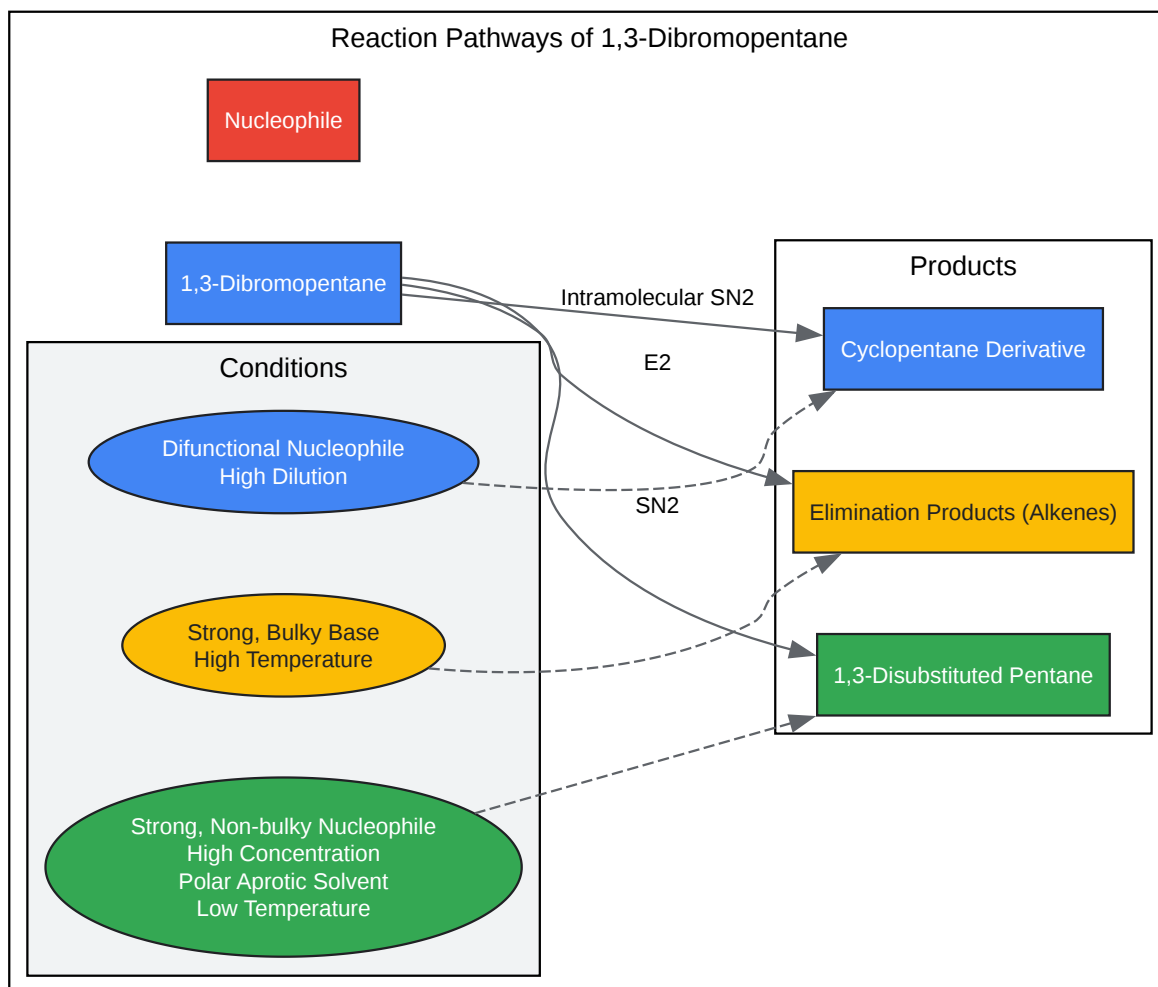 Reaction Pathways of 1,3-Dibromopentane
Nucleophile
1,3-Dibromopentane
Intramolecular SN2
E2
SN2
Conditions
Difunctional Nucleophile
High Dilution
Strong, Bulky Base
High Temperature
Strong, Non-bulky Nucleophile
High Concentration
Polar Aprotic Solvent
Low Temperature
Products
Cyclopentane Derivative
Elimination Products (Alkenes)
1,3-Disubstituted Pentane